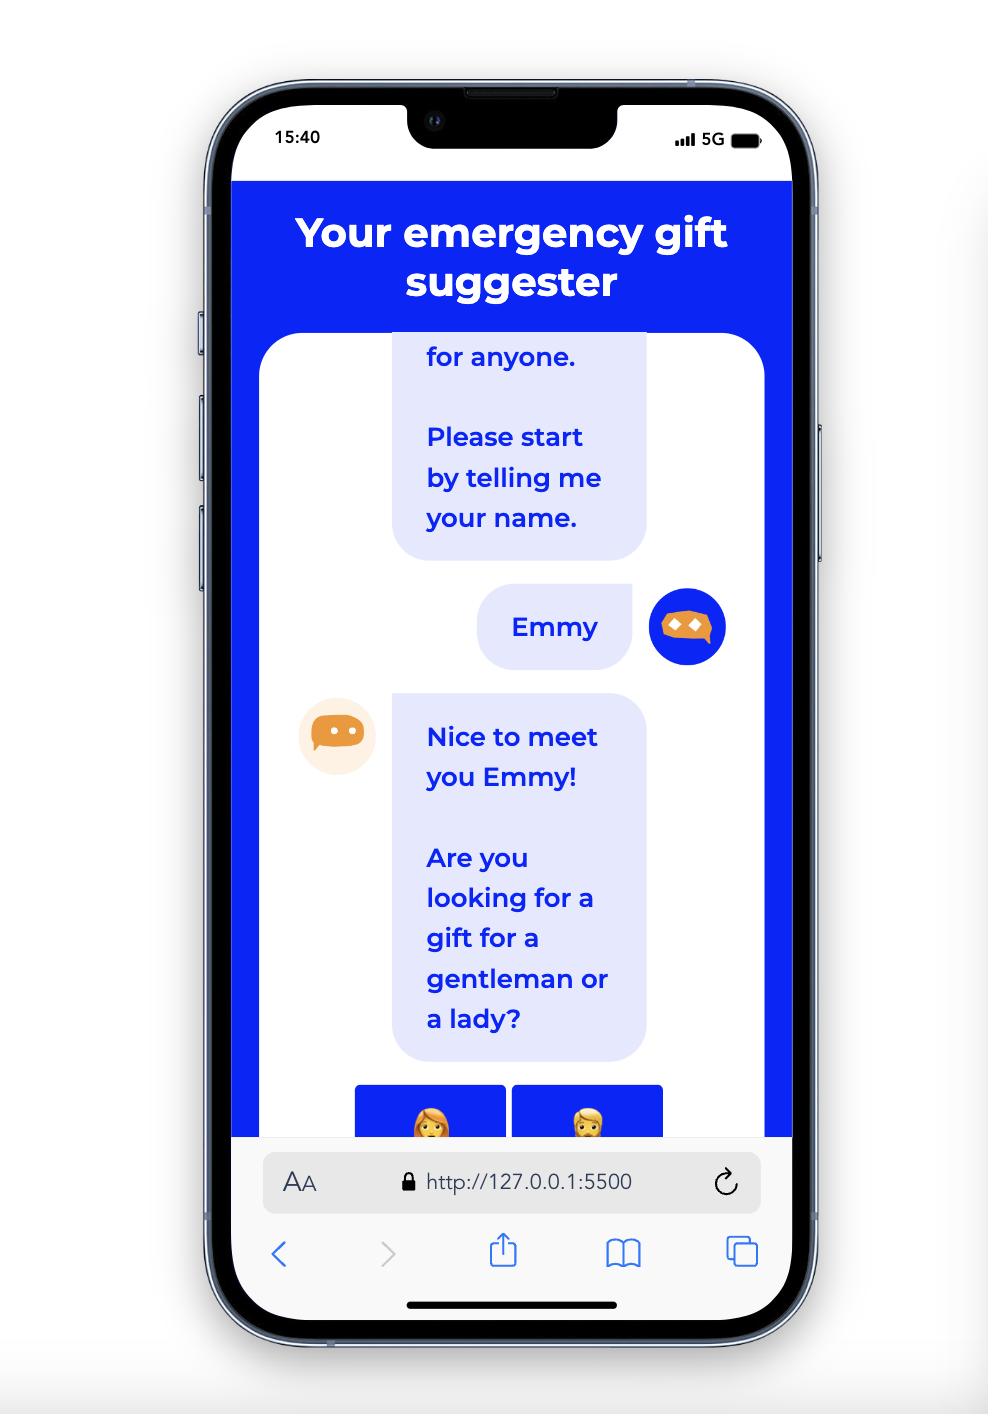 15:40
5G
Your emergency gift
suggester
for anyone.
Please start
by telling me
your name.
Emmy
Nice to meet
you Emmy!
Are you
looking for a
gift for a
gentleman or
a lady?
AA
http://127.0.0.1:5500